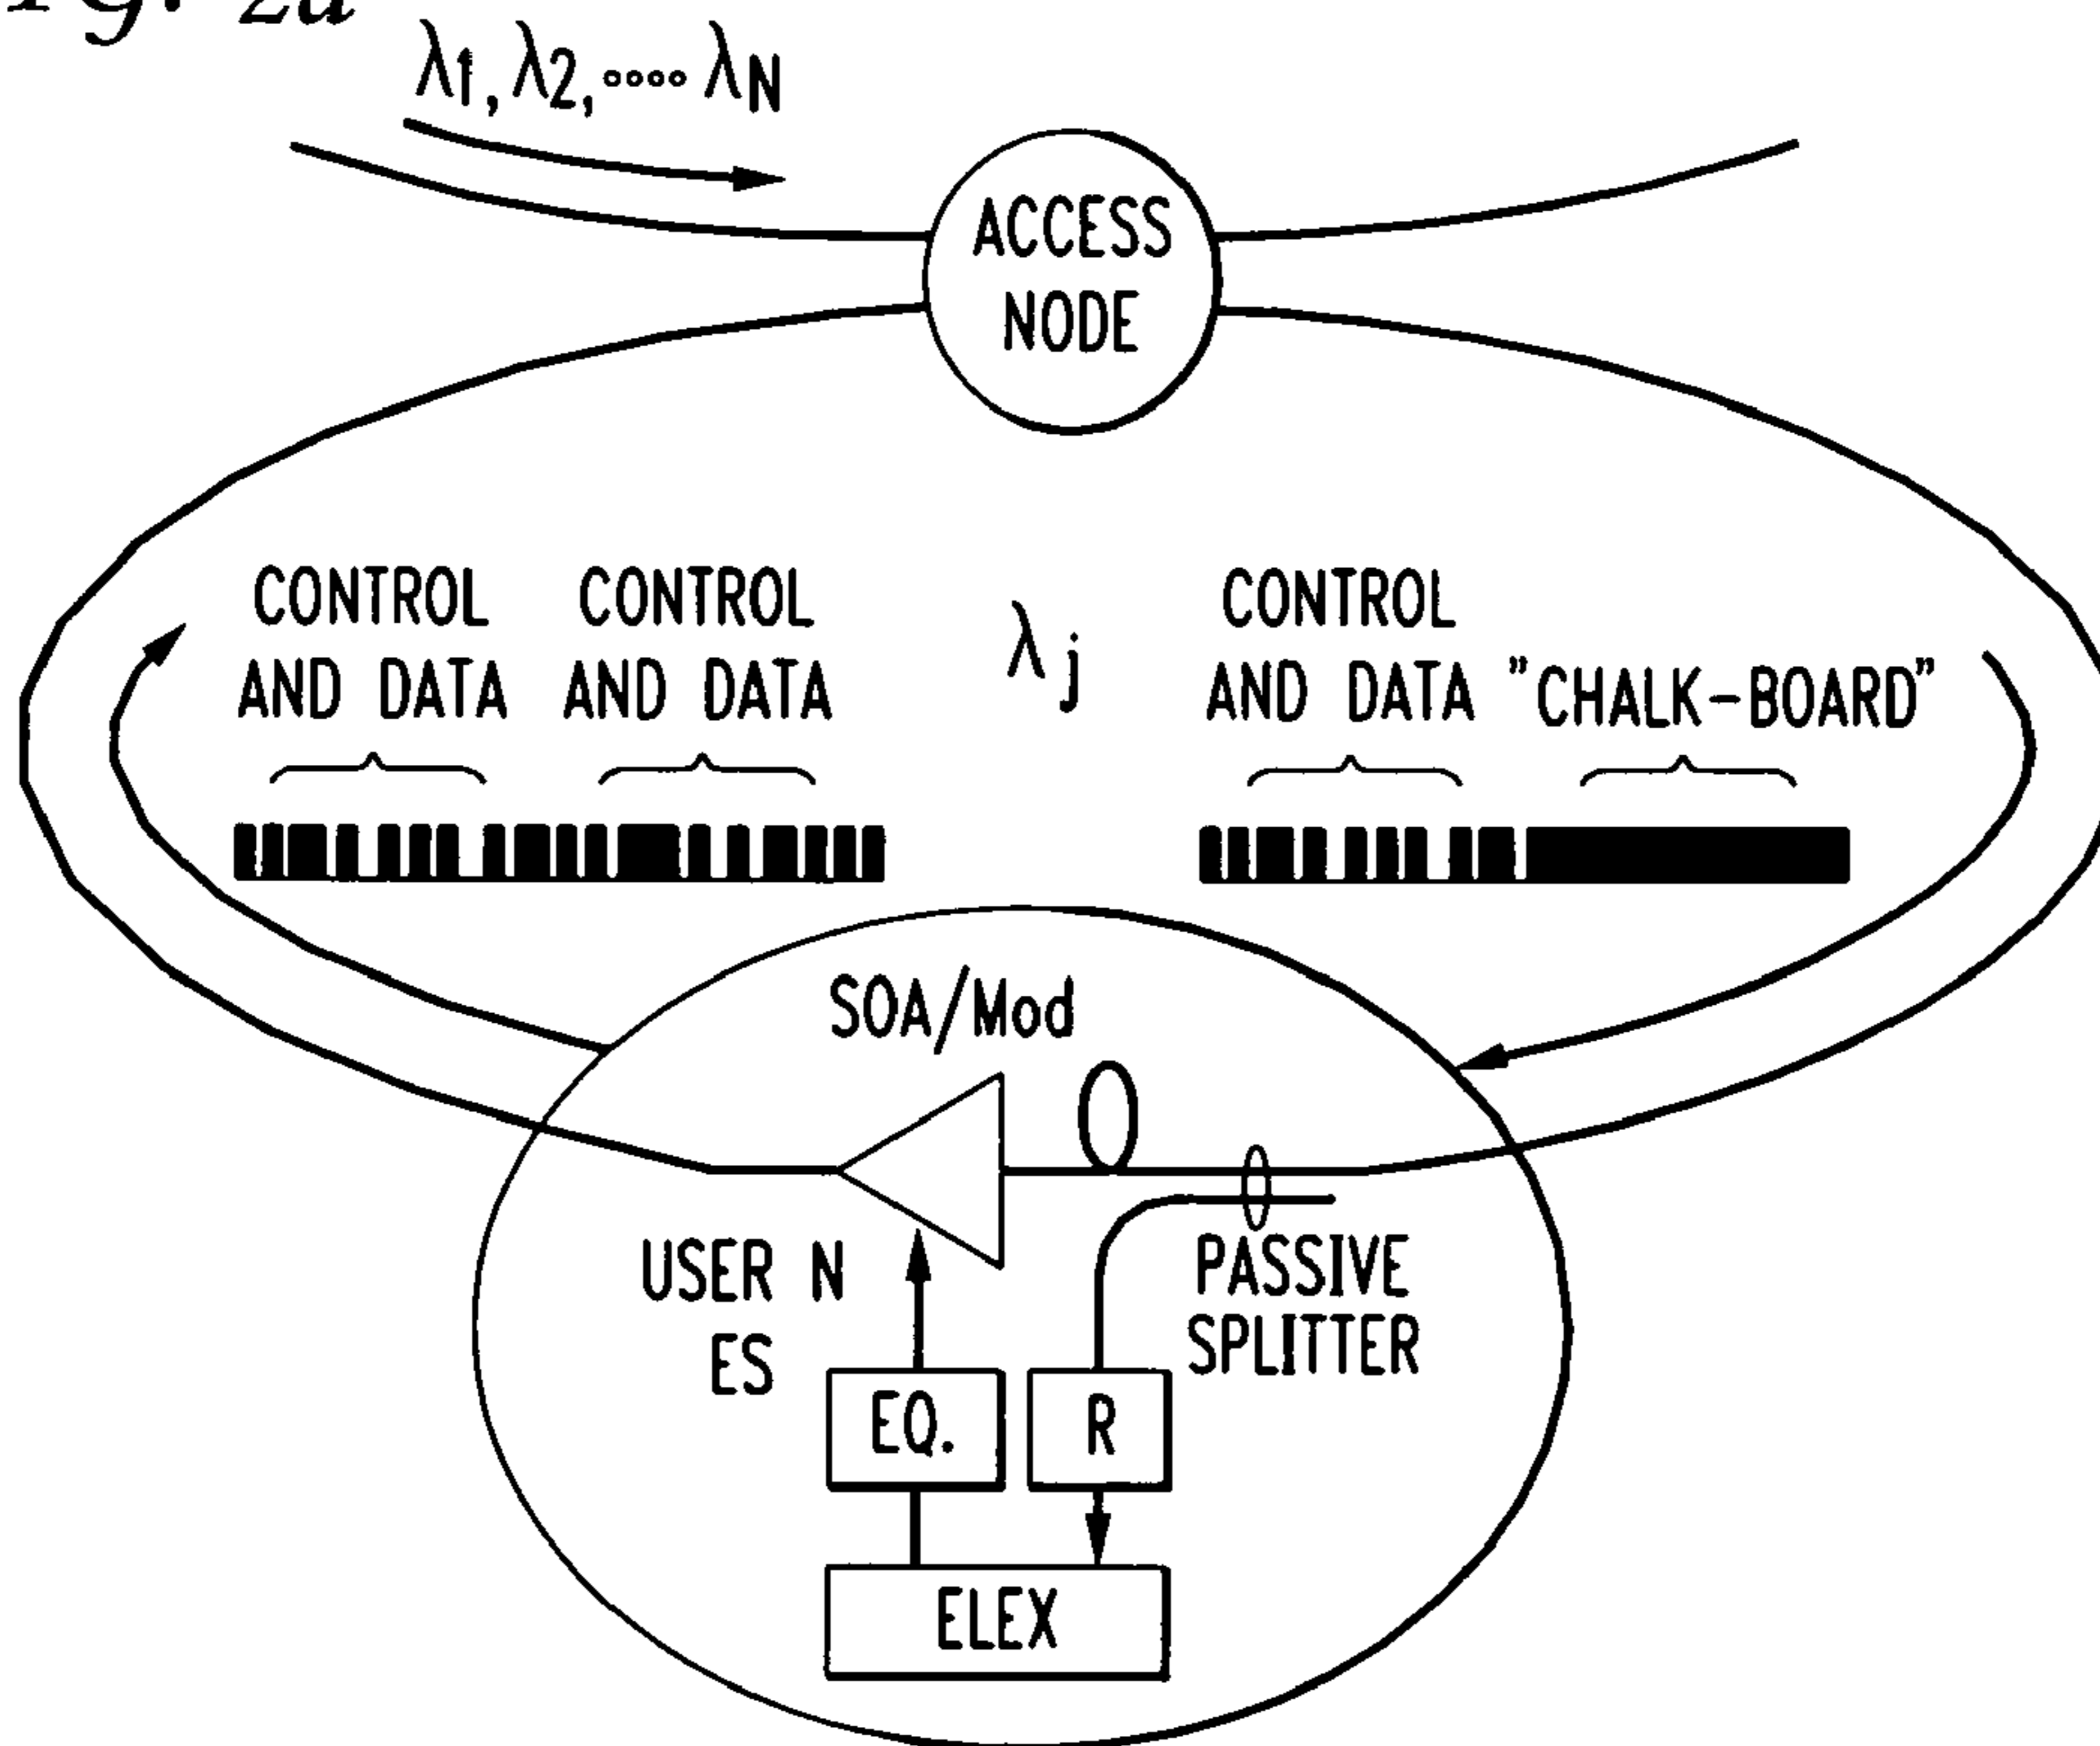 2a
λ1, λ2, ∘∘∘∘ λN
ACCESS
NODE
CONTROL
AND DATA
CONTROL
AND DATA
λj
CONTROL
AND DATA
"CHALK-BOARD"
SOA/Mod
USER N
ES
PASSIVE
SPLITTER
EQ.
R
ELEX